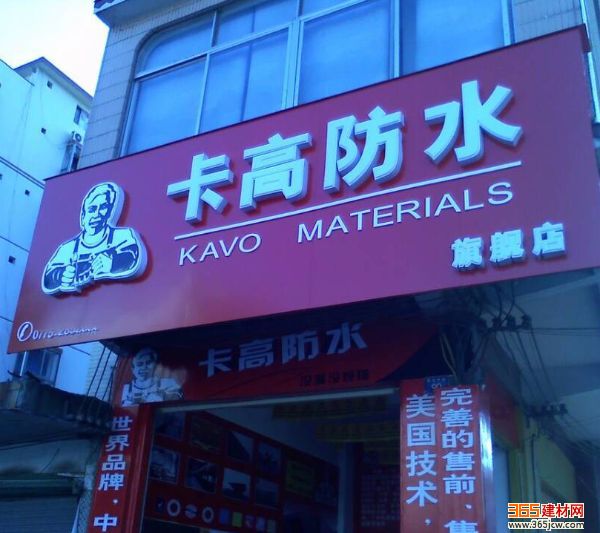 卡高防水
KAVO MATERIALS
旗舰店
卡高防水
世界品牌，中
美国技术，
完善的售前、售
365建材网
www.365jcw.com